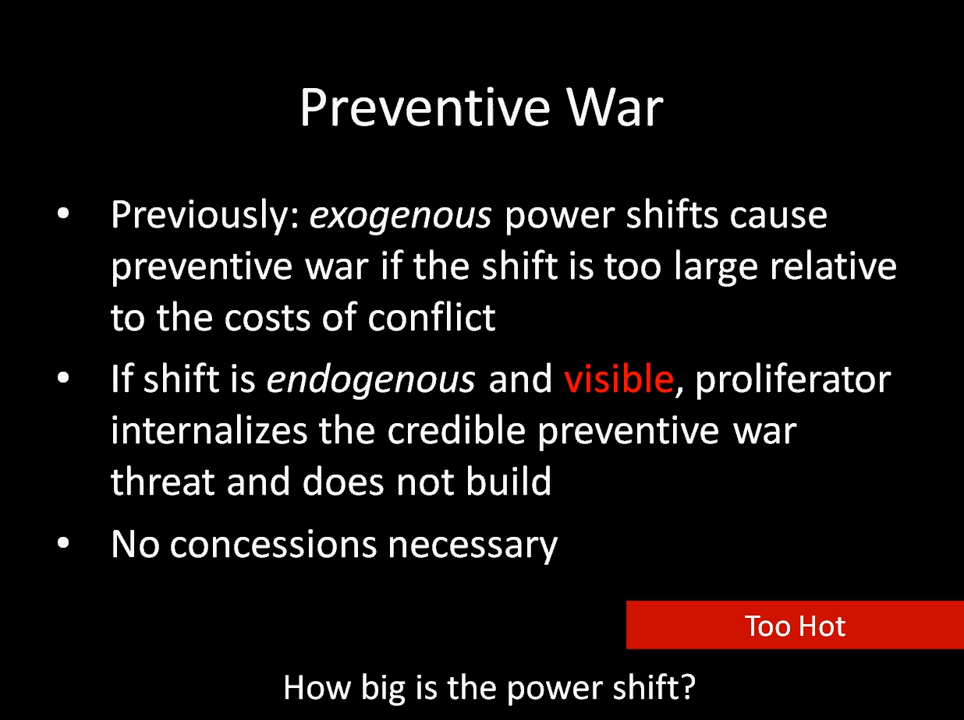 Preventive War
• Previously: exogenous power shifts cause
preventive war if the shift is too large relative
to the costs of conflict
• If shift is endogenous and visible, proliferator
internalizes the credible preventive war
threat and does not build
• No concessions necessary
Too Hot
How big is the power shift?